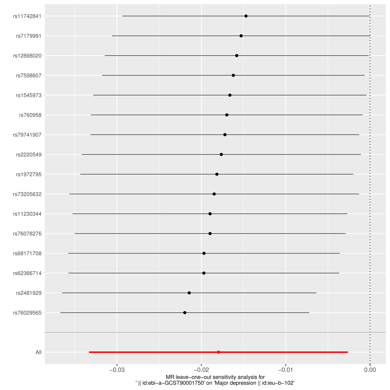 rs11742841
rs7179991
rs12898020
rs7598607
rs1545973
rs760958
rs79741907
rs2220549
rs1972795
rs73205632
rs11230344
rs76078276
rs68171708
rs62366714
rs2481929
rs76029565
All
−0.03
−0.02
−0.01
0.00
MR leave−one−out sensitivity analysis for
' || id:ebi−a−GCST90001750' on 'Major depression || id:ieu−b−102'